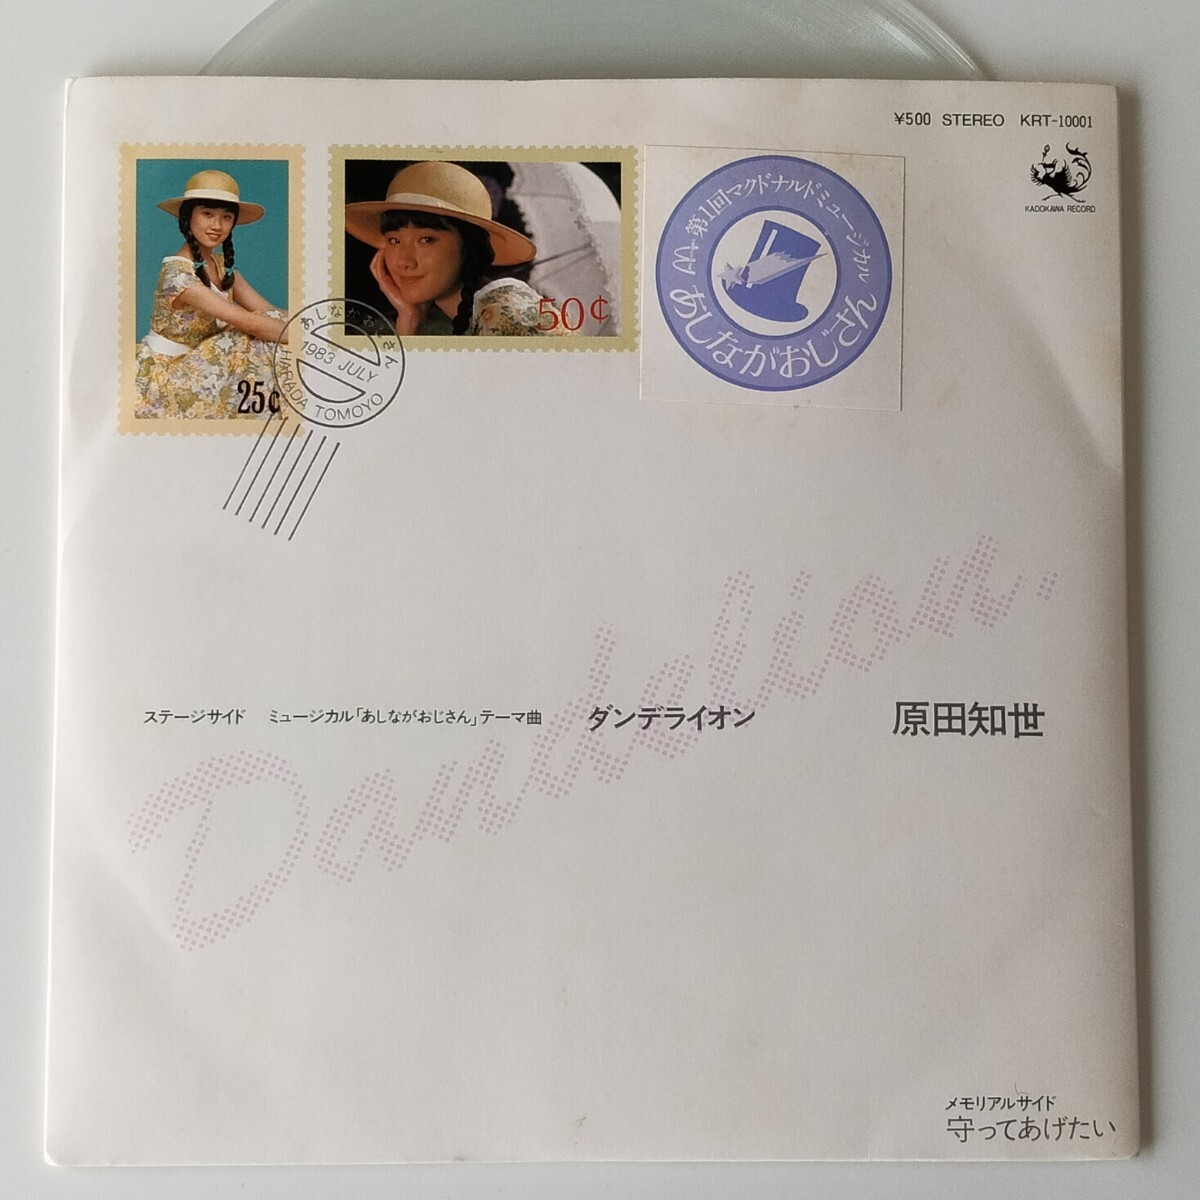 ¥500 STEREO KRT-10001
KADOKAWA RECORD
25¢
50¢
あしながおじさん
1983 JULY
HARADA TOMOYO
第1回マクドナルドミュージカル
あしながおじさん
Dandelion.
ステージサイド ミュージカル「あしながおじさん」テーマ曲 ダンデライオン 原田知世
メモリアルサイド
守ってあげたい